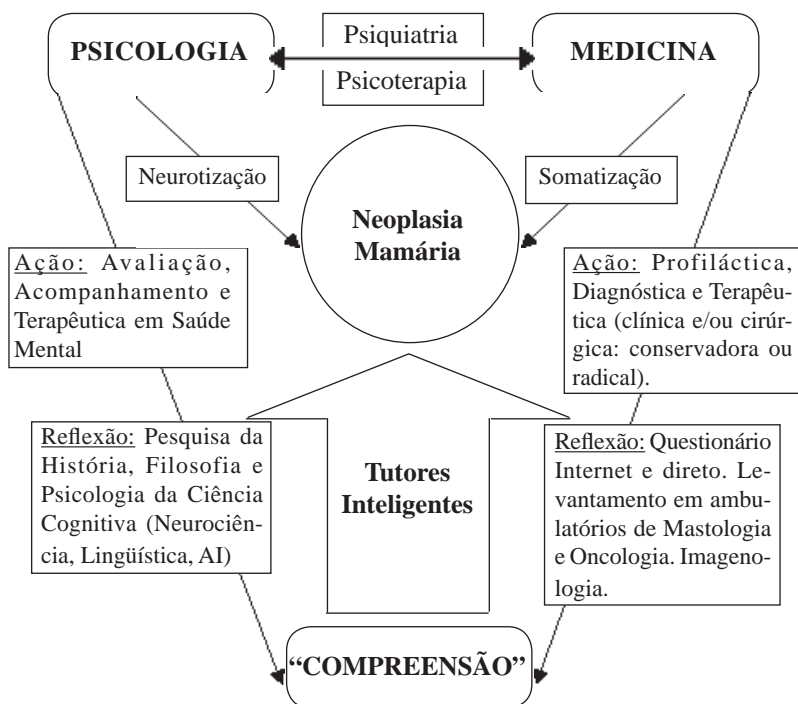 PSICOLOGIA
Psiquiatria
Psicoterapia
MEDICINA
Neurotização
Somatização
Neoplasia
Mamária
Ação: Avaliação,
Acompanhamento e
Terapêutica em Saúde
Mental
Ação: Profiláctica,
Diagnóstica e Terapêu-
tica (clínica e/ou cirúr-
gica: conservadora ou
radical).
Reflexão: Pesquisa da
História, Filosofia e
Psicologia da Ciência
Cognitiva (Neurociên-
cia, Lingüística, AI)
Tutores
Inteligentes
Reflexão: Questionário
Internet e direto. Le-
vantamento em ambu-
latórios de Mastologia
e Oncologia. Imageno-
logia.
“COMPREENSÃO”